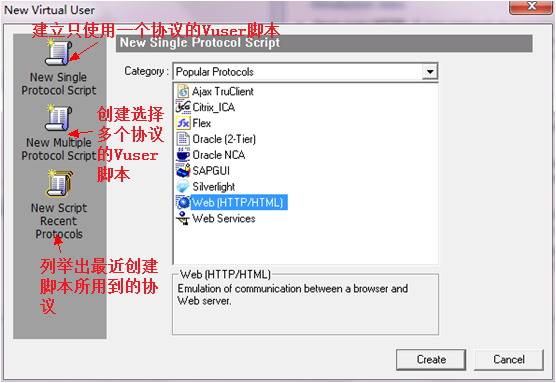 New Virtual User
建立只使用一个协议的Vuser脚本
New Single Protocol Script
New Single
Protocol Script
创建选择
多个协议
的Vuser
脚本
New Multiple
Protocol Script
New Script
Recent
Protocols
列举出最近创建
脚本所用到的协
议
Category :
Popular Protocols
Ajax TruClient
Citrix_ICA
Flex
Oracle (2-Tier)
Oracle NCA
SAPGUI
Silverlight
Web (HTTP/HTML)
Web Services
Web (HTTP/HTML)
Emulation of communication between a browser and
Web server.
Create
Cancel